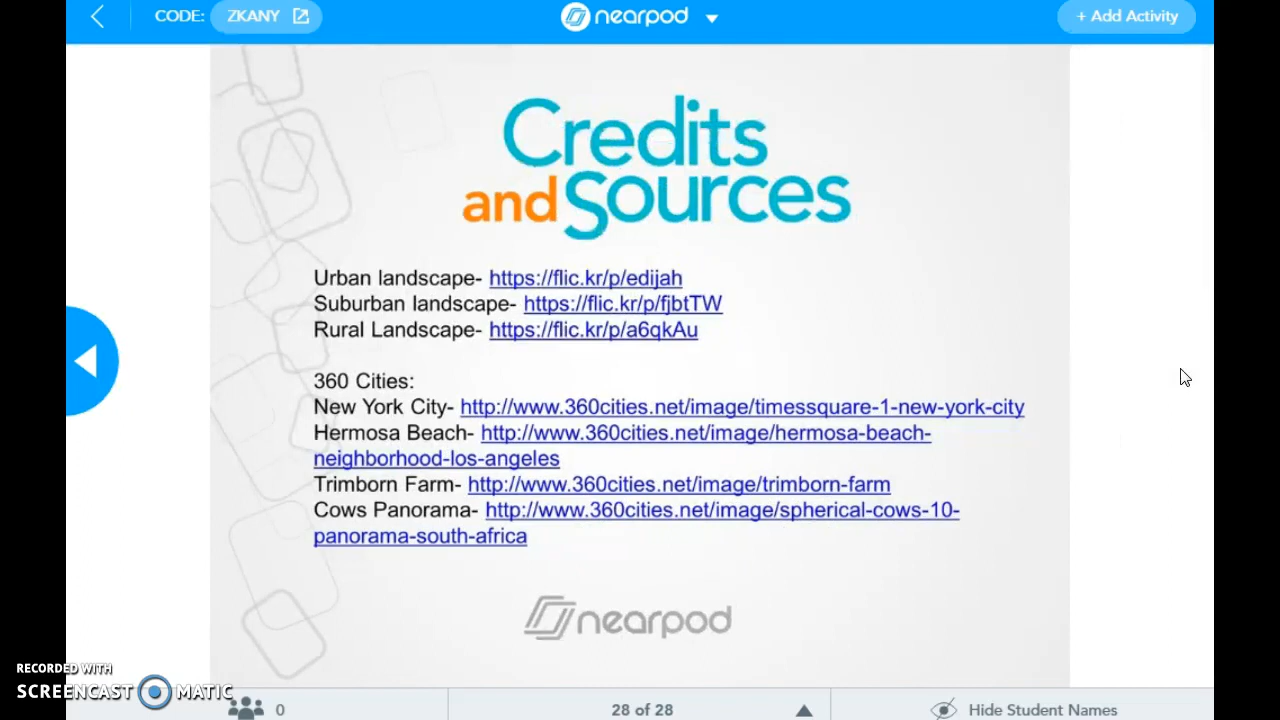 CODE: ZKANY
nearpod
+ Add Activity
Credits
and Sources
Urban landscape- https://flic.kr/p/edijah
Suburban landscape- https://flic.kr/p/fjbtTW
Rural Landscape- https://flic.kr/p/a6qkAu
360 Cities:
New York City- http://www.360cities.net/image/timessquare-1-new-york-city
Hermosa Beach- http://www.360cities.net/image/hermosa-beach-
neighborhood-los-angeles
Trimborn Farm- http://www.360cities.net/image/trimborn-farm
Cows Panorama- http://www.360cities.net/image/spherical-cows-10-
panorama-south-africa
nearpod
RECORDED WITH
SCREENCAST MATIC
0
28 of 28
Hide Student Names